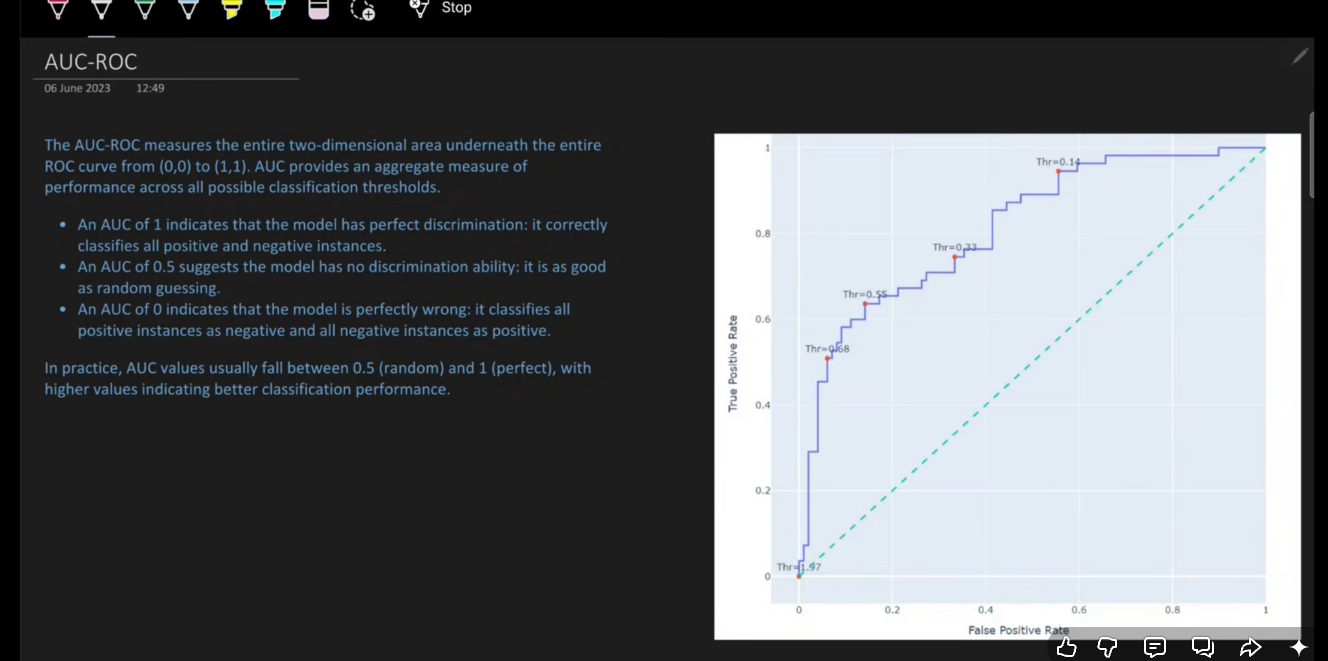 Stop
AUC-ROC
06 June 2023 12:49
The AUC-ROC measures the entire two-dimensional area underneath the entire
ROC curve from (0,0) to (1,1). AUC provides an aggregate measure of
performance across all possible classification thresholds.
• An AUC of 1 indicates that the model has perfect discrimination: it correctly
classifies all positive and negative instances.
• An AUC of 0.5 suggests the model has no discrimination ability: it is as good
as random guessing.
• An AUC of 0 indicates that the model is perfectly wrong: it classifies all
positive instances as negative and all negative instances as positive.
In practice, AUC values usually fall between 0.5 (random) and 1 (perfect), with
higher values indicating better classification performance.
True Positive Rate
1
0.8
0.6
0.4
0.2
0
Thr=0.14
Thr=0.33
Thr=0.55
Thr=0.68
Thr=1.97
0 0.2 0.4 0.6 0.8 1
False Positive Rate